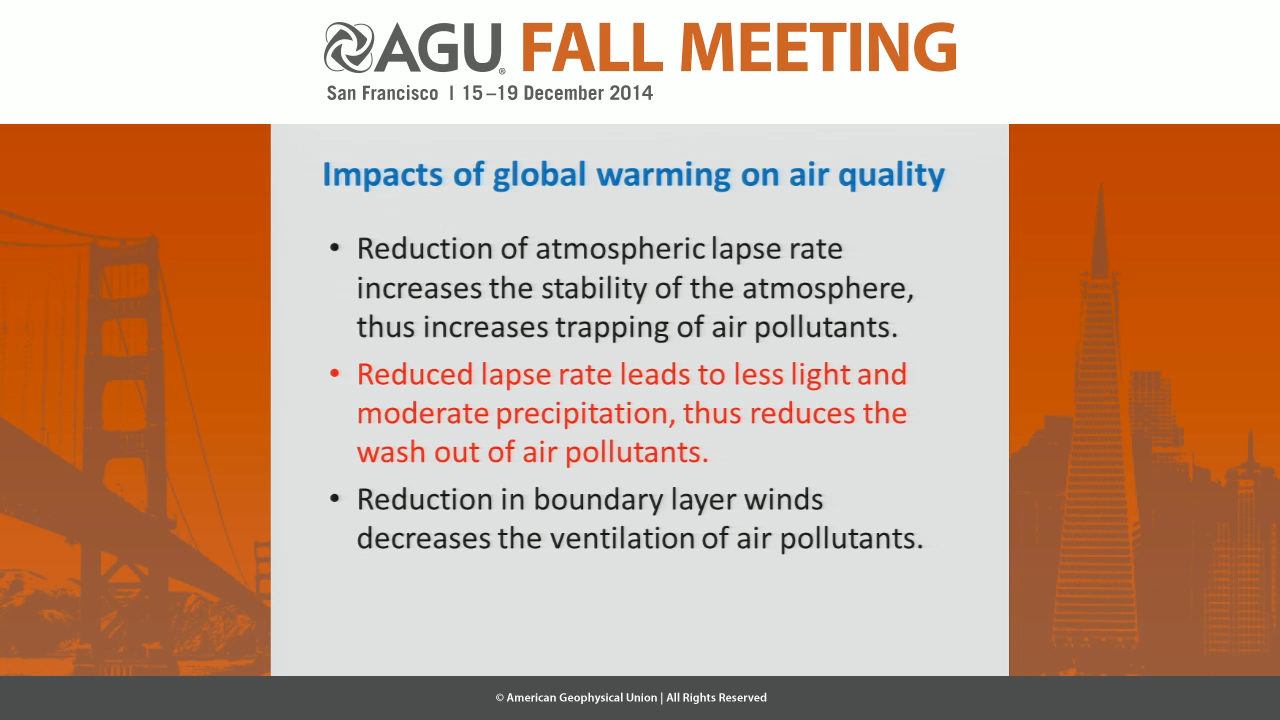 AGU® FALL MEETING
San Francisco | 15–19 December 2014
Impacts of global warming on air quality
• Reduction of atmospheric lapse rate
increases the stability of the atmosphere,
thus increases trapping of air pollutants.
• Reduced lapse rate leads to less light and
moderate precipitation, thus reduces the
wash out of air pollutants.
• Reduction in boundary layer winds
decreases the ventilation of air pollutants.
© American Geophysical Union | All Rights Reserved